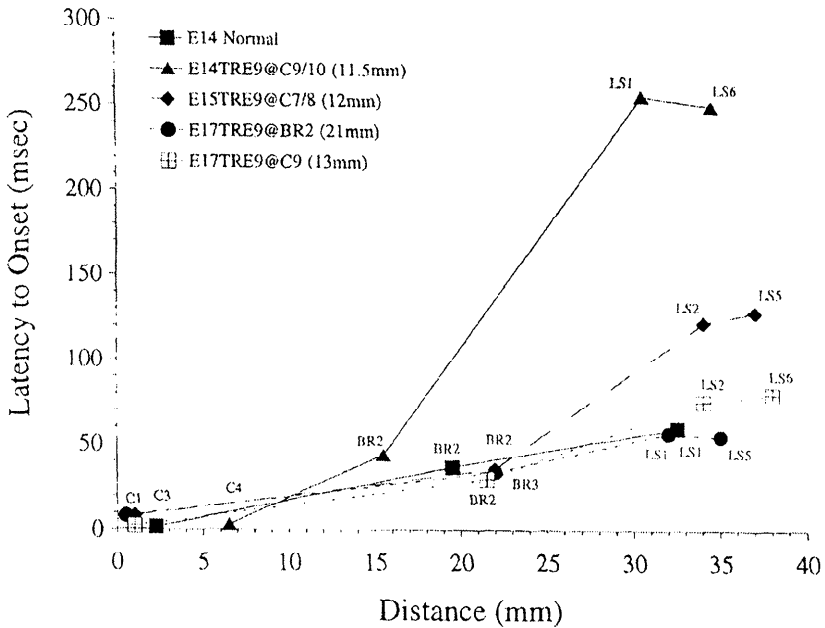 300
E14 Normal
E14TRE9@C9/10 (11.5mm)
E15TRE9@C7/8 (12mm)
E17TRE9@BR2 (21mm)
E17TRE9@C9 (13mm)
LS1
LS6
250
200
150
LS2
LS5
100
LS2
LS6
50
BR2
BR2
BR2
LS1
LS1
LS5
BR2
BR3
C1
C3
C4
0
0
5
10
15
20
25
30
35
40
Distance (mm)
Latency to Onset (msec)